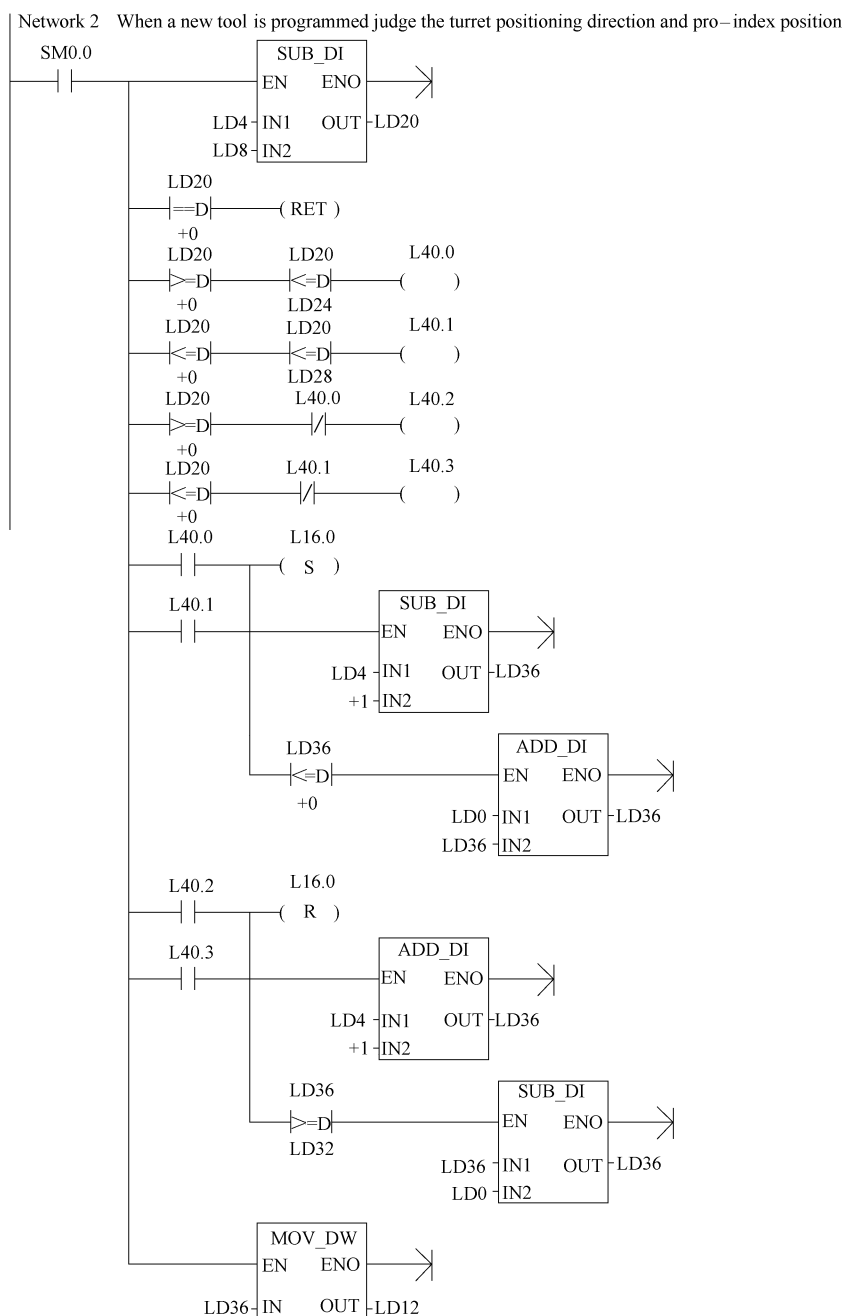 Network 2 When a new tool is programmed judge the turret positioning direction and pro-index position
SM0.0
SUB_DI
EN ENO
LD4 IN1 OUT LD20
LD8 IN2
LD20
==D ( RET )
+0
LD20 LD20 L40.0
>=D <=D ( )
+0 LD24
LD20 LD20 L40.1
<=D <=D ( )
+0 LD28
LD20 L40.0 L40.2
>=D / ( )
+0
LD20 L40.1 L40.3
<=D / ( )
+0
L40.0 L16.0
( S )
L40.1
SUB_DI
EN ENO
LD4 IN1 OUT LD36
+1 IN2
LD36
ADD_DI
<=D EN ENO
+0
LD0 IN1 OUT LD36
LD36 IN2
L40.2 L16.0
( R )
L40.3
ADD_DI
EN ENO
LD4 IN1 OUT LD36
+1 IN2
LD36
SUB_DI
>=D EN ENO
LD32
LD36 IN1 OUT LD36
LD0 IN2
MOV_DW
EN ENO
LD36 IN OUT LD12